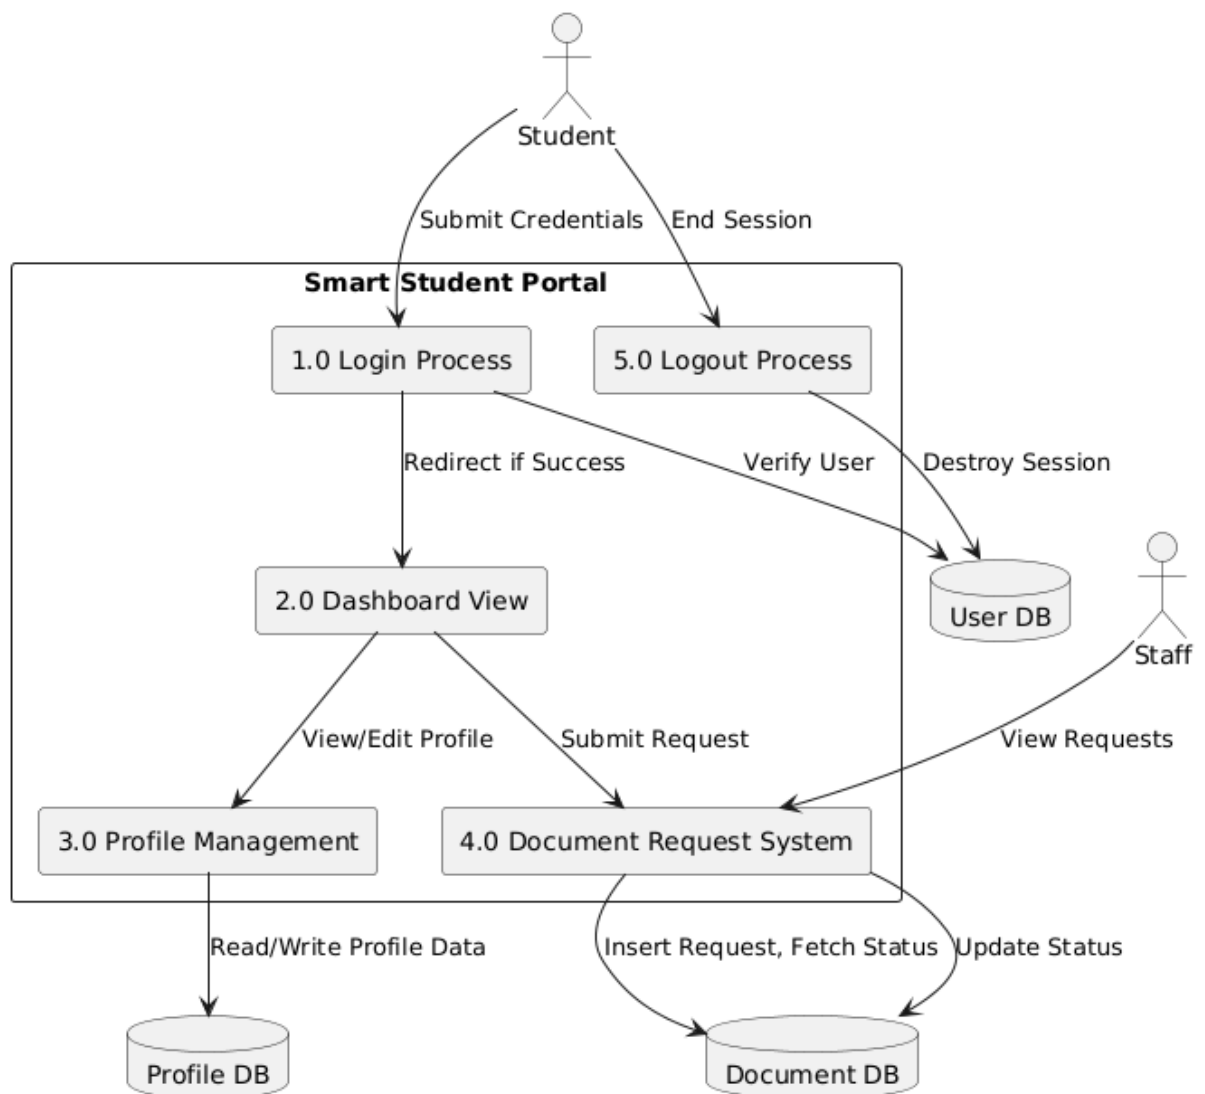 Student
Submit Credentials
End Session
Smart Student Portal
1.0 Login Process
5.0 Logout Process
Redirect if Success
Verify User
Destroy Session
2.0 Dashboard View
User DB
Staff
View/Edit Profile
Submit Request
View Requests
3.0 Profile Management
4.0 Document Request System
Read/Write Profile Data
Insert Request, Fetch Status
Update Status
Profile DB
Document DB